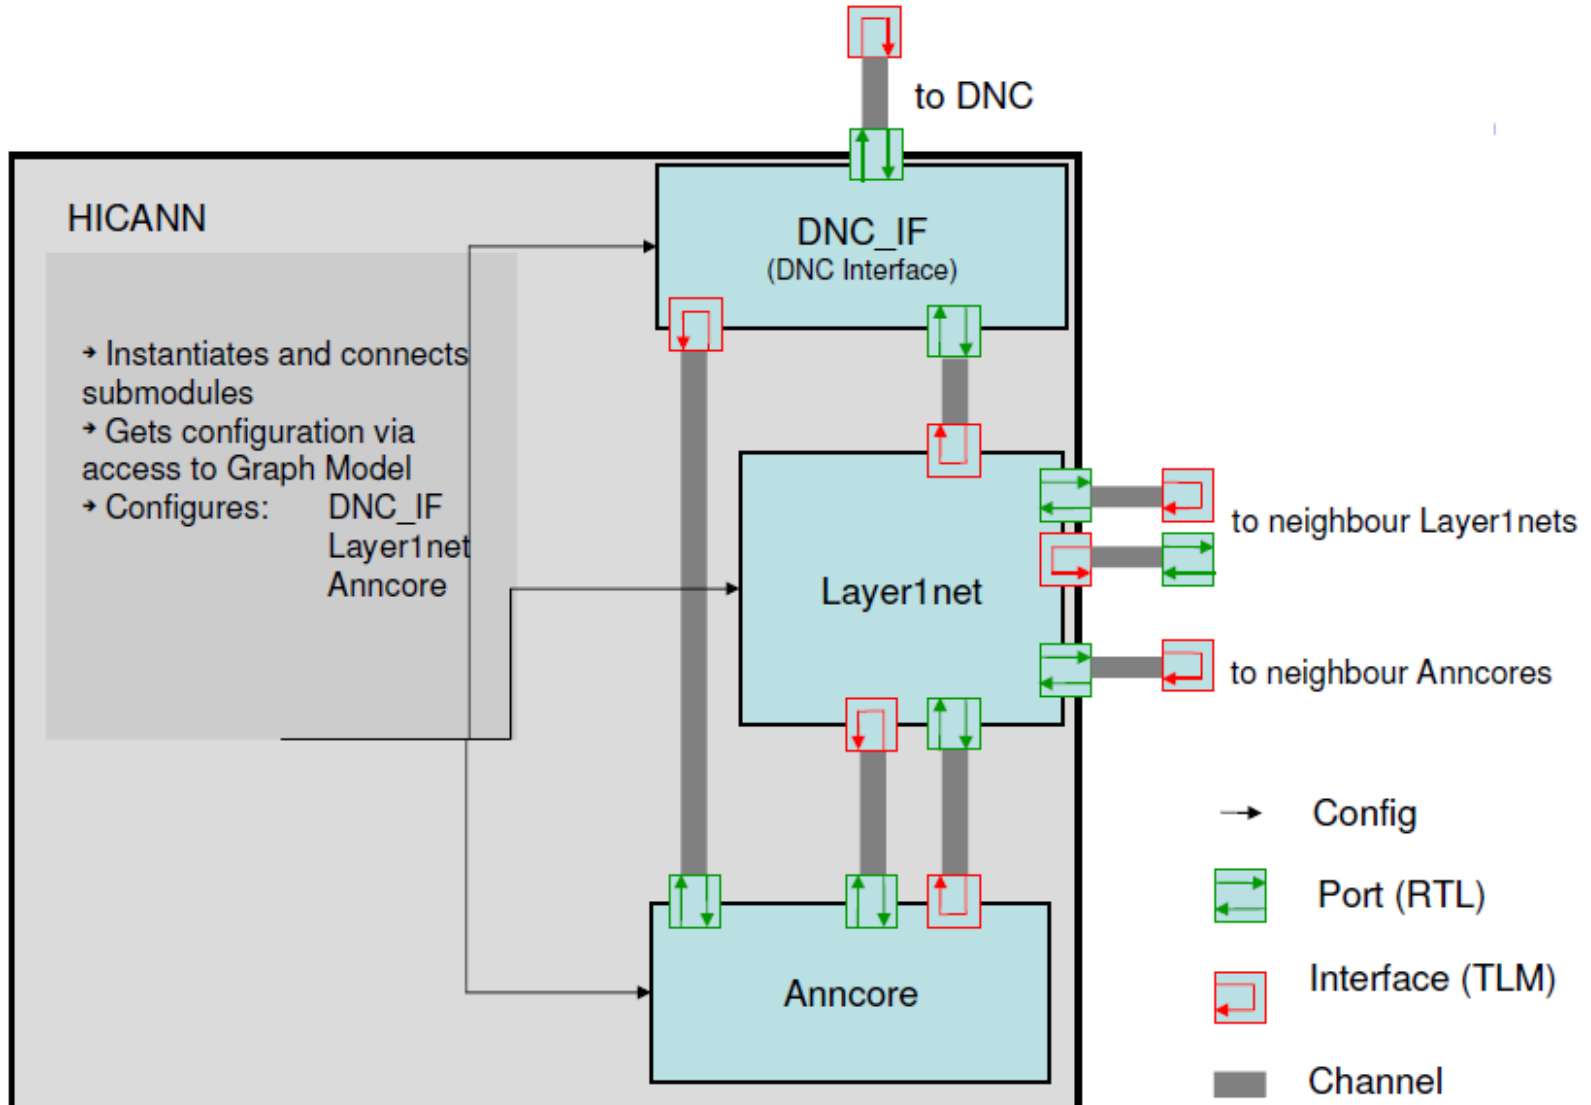 to DNC
HICANN
DNC_IF
(DNC Interface)
→ Instantiates and connects
submodules
→ Gets configuration via
access to Graph Model
→ Configures: DNC_IF
Layer1net
Anncore
to neighbour Layer1nets
Layer1net
to neighbour Anncores
Config
Port (RTL)
Interface (TLM)
Anncore
Channel